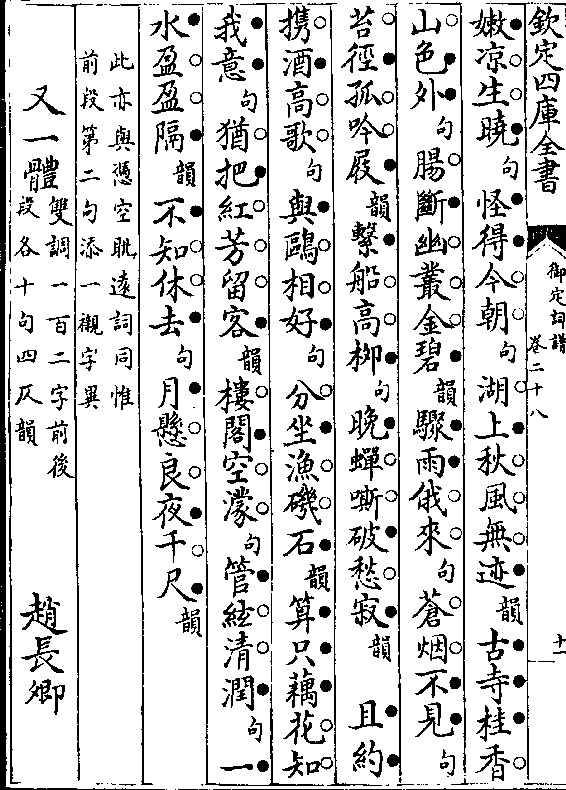 欽定四庫全書
御定詞譜
卷二十八
十一
嫩凉生曉句怪得今朝句湖上秋風無迹韻古寺桂香
山色外句腸斷幽叢金碧韻驟雨俄來句蒼烟不見句
苔徑孤吟屐韻繫船高柳句晚蟬嘶破愁寂韻　且約
携酒高歌句與鷗相好句分坐漁磯石韻算只藕花知
我意句猶把紅芳留客韻樓閣空濛句管絃清潤句一
水盈盈隔韻不知休去句月懸良夜千尺韻
此亦與憑空眺遠詞同惟
前段第二句添一襯字異
又一體雙調一百二字前後
段各十句四仄韻　趙長卿